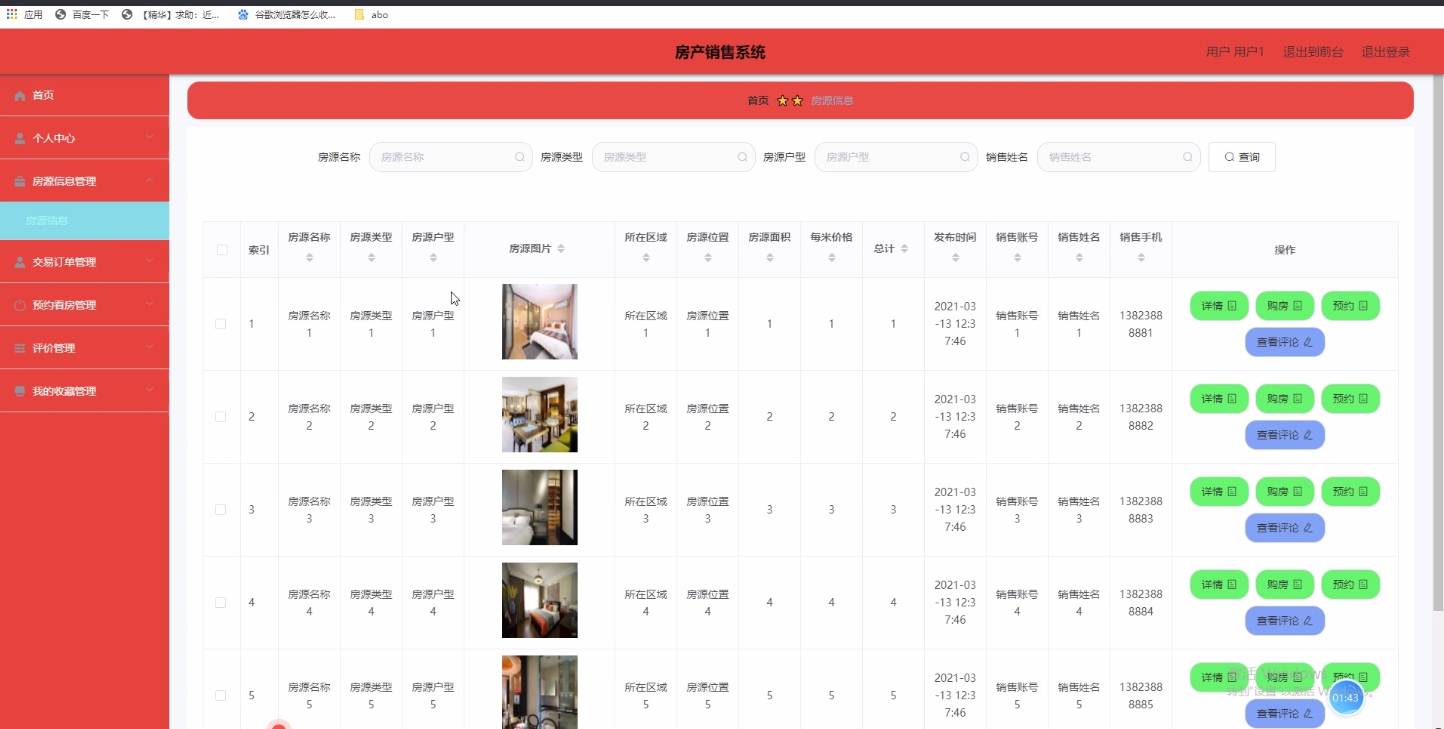 应用 百度一下 【精华】求助：近... 谷歌浏览器怎么收... abo
房产销售系统 用户 用户1 退出到前台 退出登录
首页
个人中心
房源信息管理
房源信息
交易订单管理
预约看房管理
评价管理
我的收藏管理
首页 房源信息
房源名称 房源名称 房源类型 房源类型 房源户型 房源户型 销售姓名 销售姓名 查询
索引 房源名称 房源类型 房源户型 房源图片 所在区域 房源位置 房源面积 每米价格 总计 发布时间 销售账号 销售姓名 销售手机 操作
1 房源名称1 房源类型1 房源户型1 所在区域1 房源位置1 1 1 1 2021-03-13 12:37:46 销售账号1 销售姓名1 13823888881 详情 购房 预约
查看评论
2 房源名称2 房源类型2 房源户型2 所在区域2 房源位置2 2 2 2 2021-03-13 12:37:46 销售账号2 销售姓名2 13823888882 详情 购房 预约
查看评论
3 房源名称3 房源类型3 房源户型3 所在区域3 房源位置3 3 3 3 2021-03-13 12:37:46 销售账号3 销售姓名3 13823888883 详情 购房 预约
查看评论
4 房源名称4 房源类型4 房源户型4 所在区域4 房源位置4 4 4 4 2021-03-13 12:37:46 销售账号4 销售姓名4 13823888884 详情 购房 预约
查看评论
5 房源名称5 房源类型5 房源户型5 所在区域5 房源位置5 5 5 5 2021-03-13 12:37:46 销售账号5 销售姓名5 13823888885 详情 购房 预约
查看评论
01:43